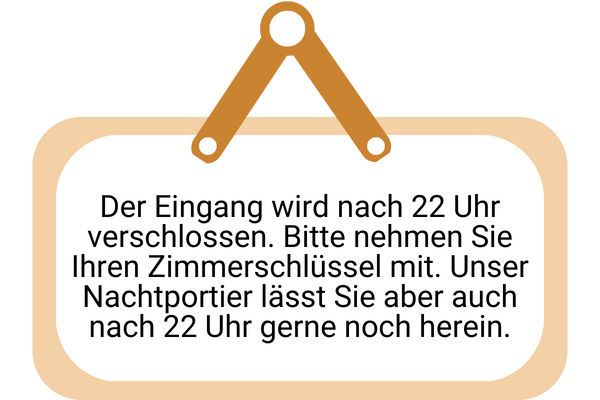 Der Eingang wird nach 22 Uhr
verschlossen. Bitte nehmen Sie
Ihren Zimmerschlüssel mit. Unser
Nachtportier lässt Sie aber auch
nach 22 Uhr gerne noch herein.